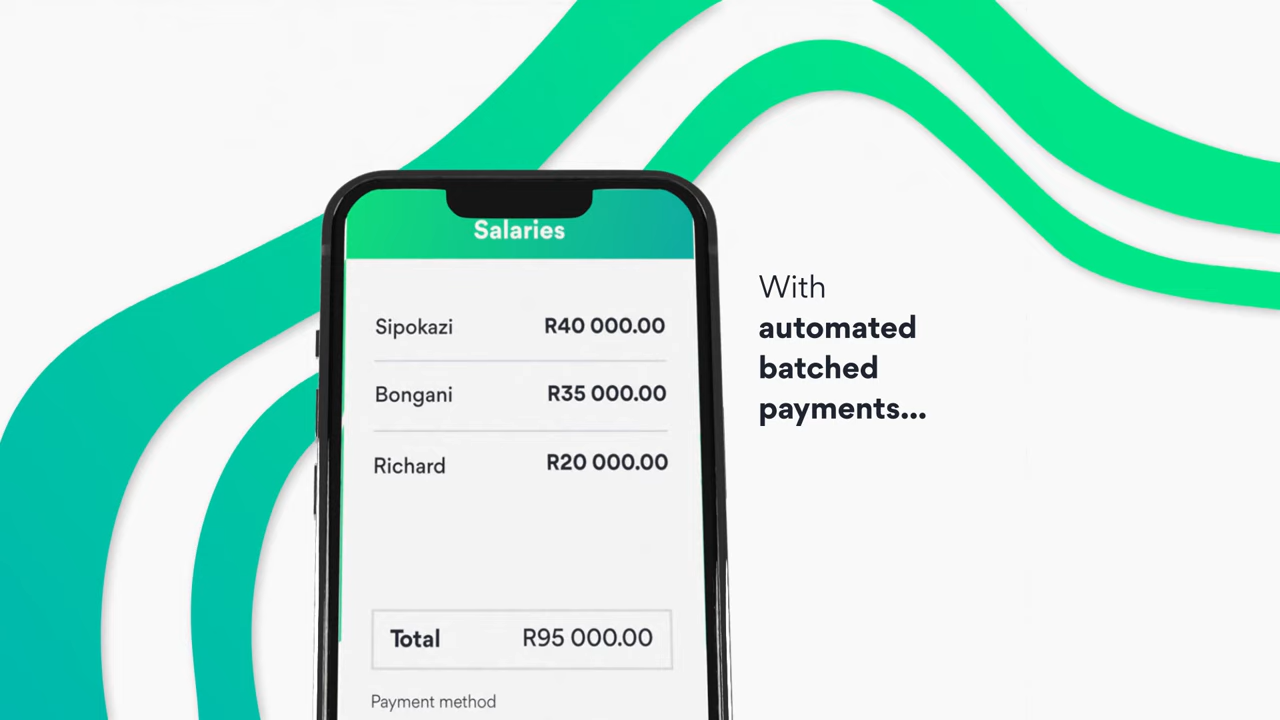 Salaries
Sipokazi R40 000.00
Bongani R35 000.00
Richard R20 000.00
Total R95 000.00
Payment method
With
automated
batched
payments...